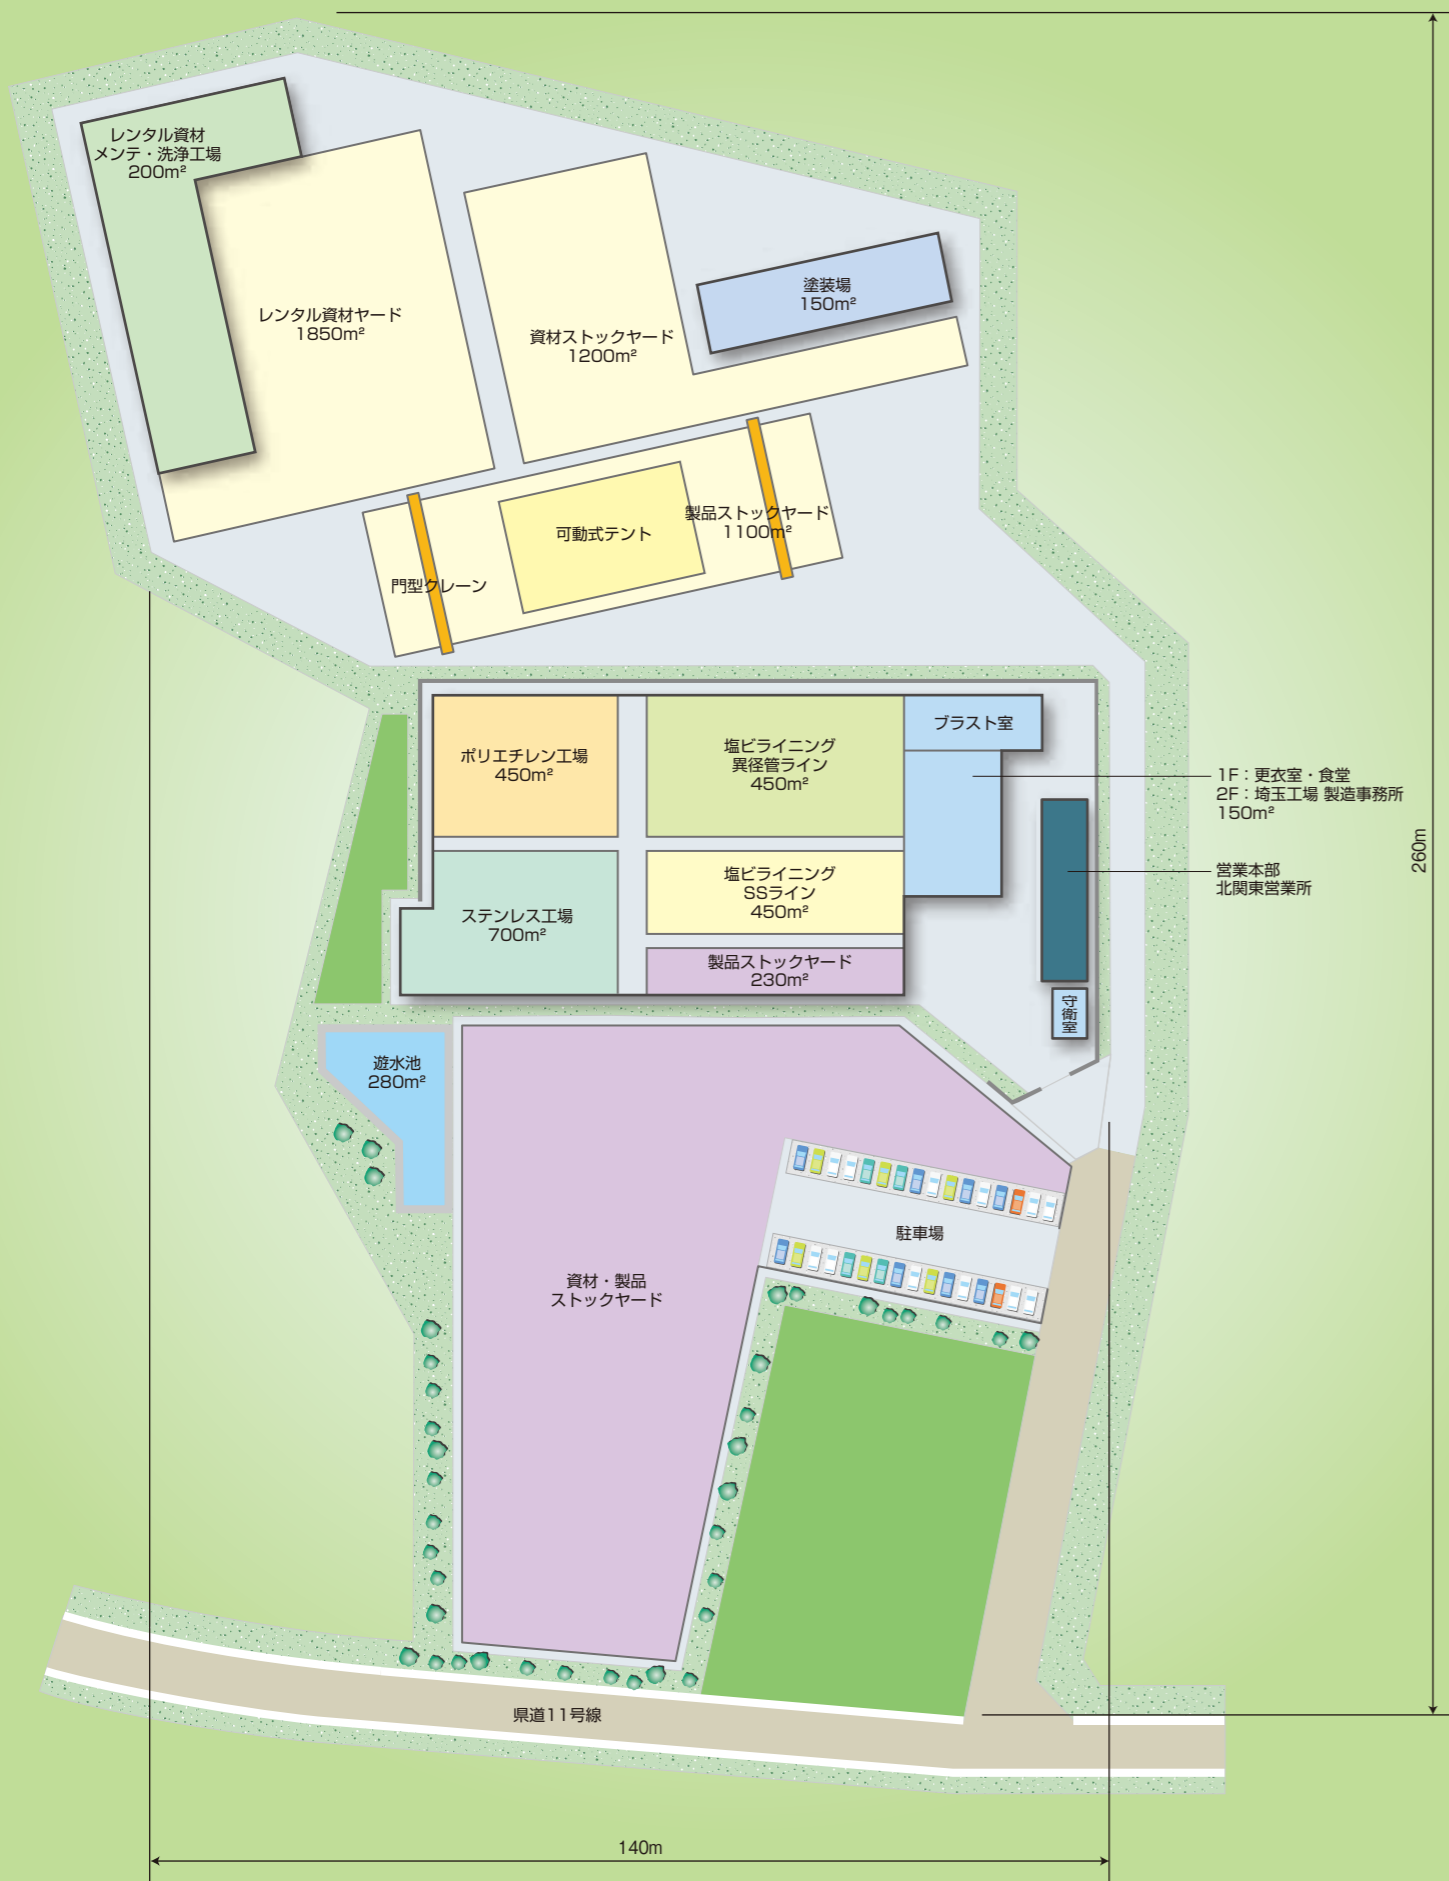 レンタル資材
メンテ・洗浄工場
200m²
レンタル資材ヤード
1850m²
資材ストックヤード
1200m²
塗装場
150m²
製品ストックヤード
1100m²
可動式テント
門型クレーン
ポリエチレン工場
450m²
塩ビライニング
異径管ライン
450m²
ブラスト室
1F：更衣室・食堂
2F：埼玉工場 製造事務所
150m²
営業本部
北関東営業所
260m
塩ビライニング
SSライン
450m²
ステンレス工場
700m²
製品ストックヤード
230m²
守衛室
遊水池
280m²
駐車場
資材・製品
ストックヤード
県道11号線
140m